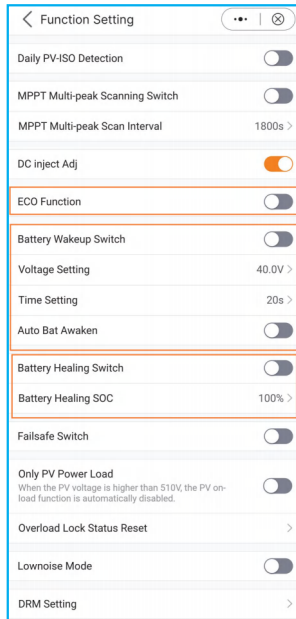 Function Setting
Daily PV-ISO Detection
MPPT Multi-peak Scanning Switch
MPPT Multi-peak Scan Interval 1800s
DC inject Adj
ECO Function
Battery Wakeup Switch
Voltage Setting 40.0V
Time Setting 20s
Auto Bat Awaken
Battery Healing Switch
Battery Healing SOC 100%
Failsafe Switch
Only PV Power Load
When the PV voltage is higher than 510V, the PV on-
load function is automatically disabled.
Overload Lock Status Reset
Lownoise Mode
DRM Setting